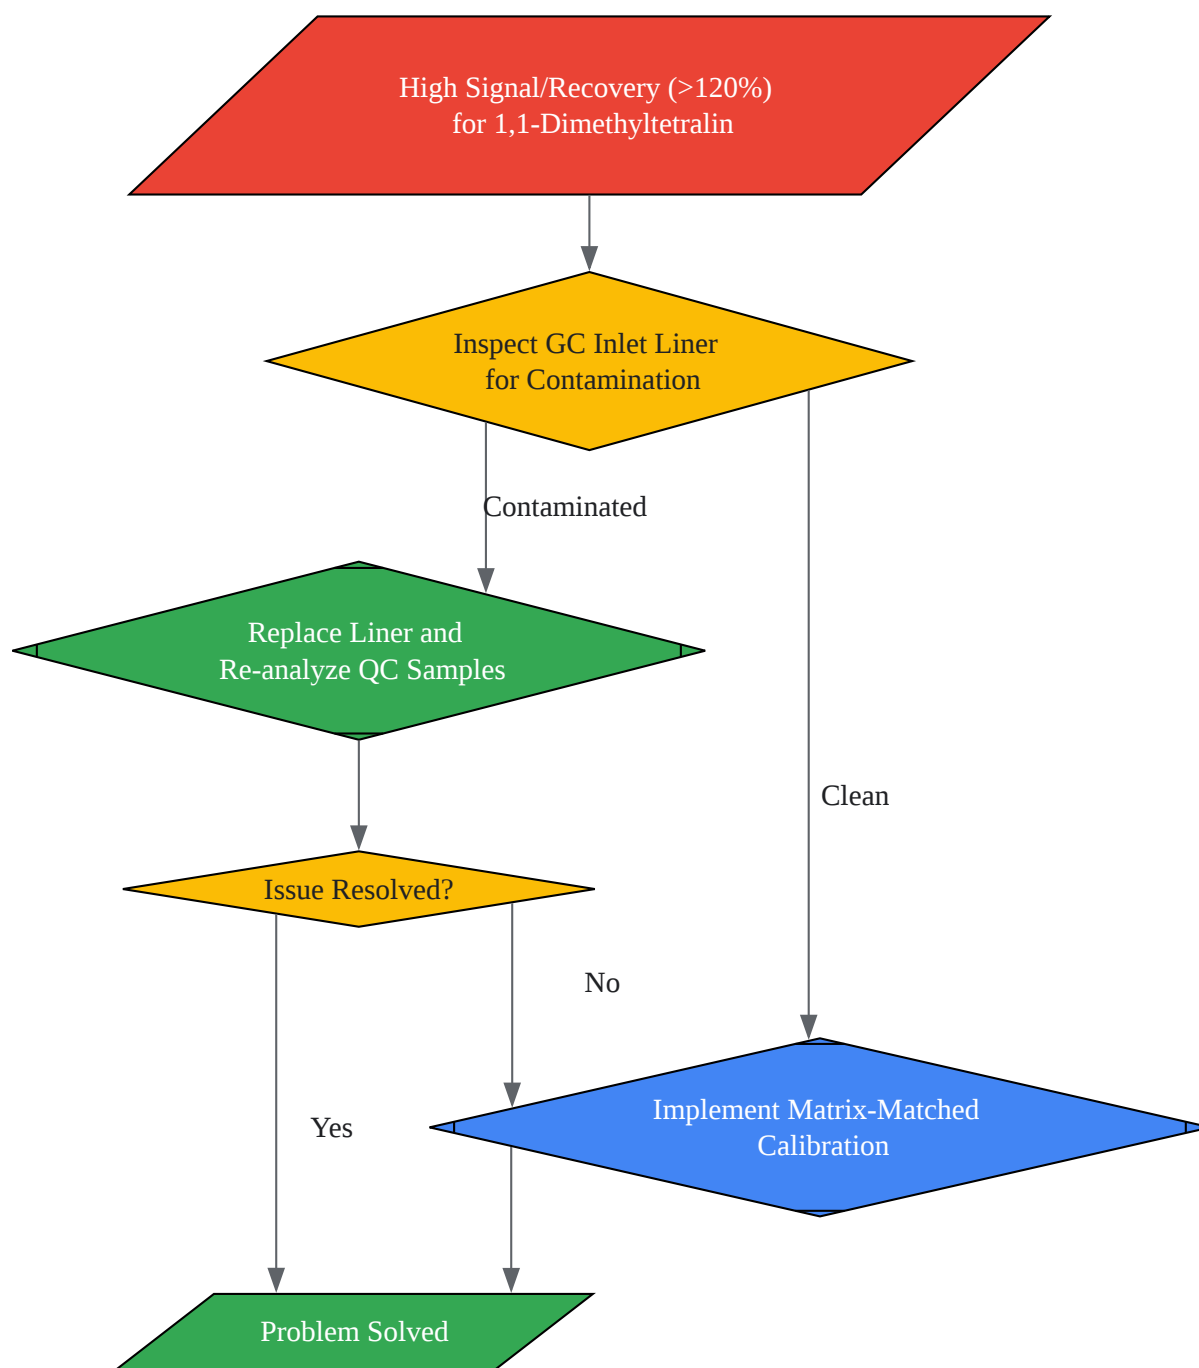 High Signal/Recovery (>120%)
for 1,1-Dimethyltetralin
Inspect GC Inlet Liner
for Contamination
Contaminated
Replace Liner and
Re-analyze QC Samples
Clean
Issue Resolved?
No
Yes
Implement Matrix-Matched
Calibration
Problem Solved